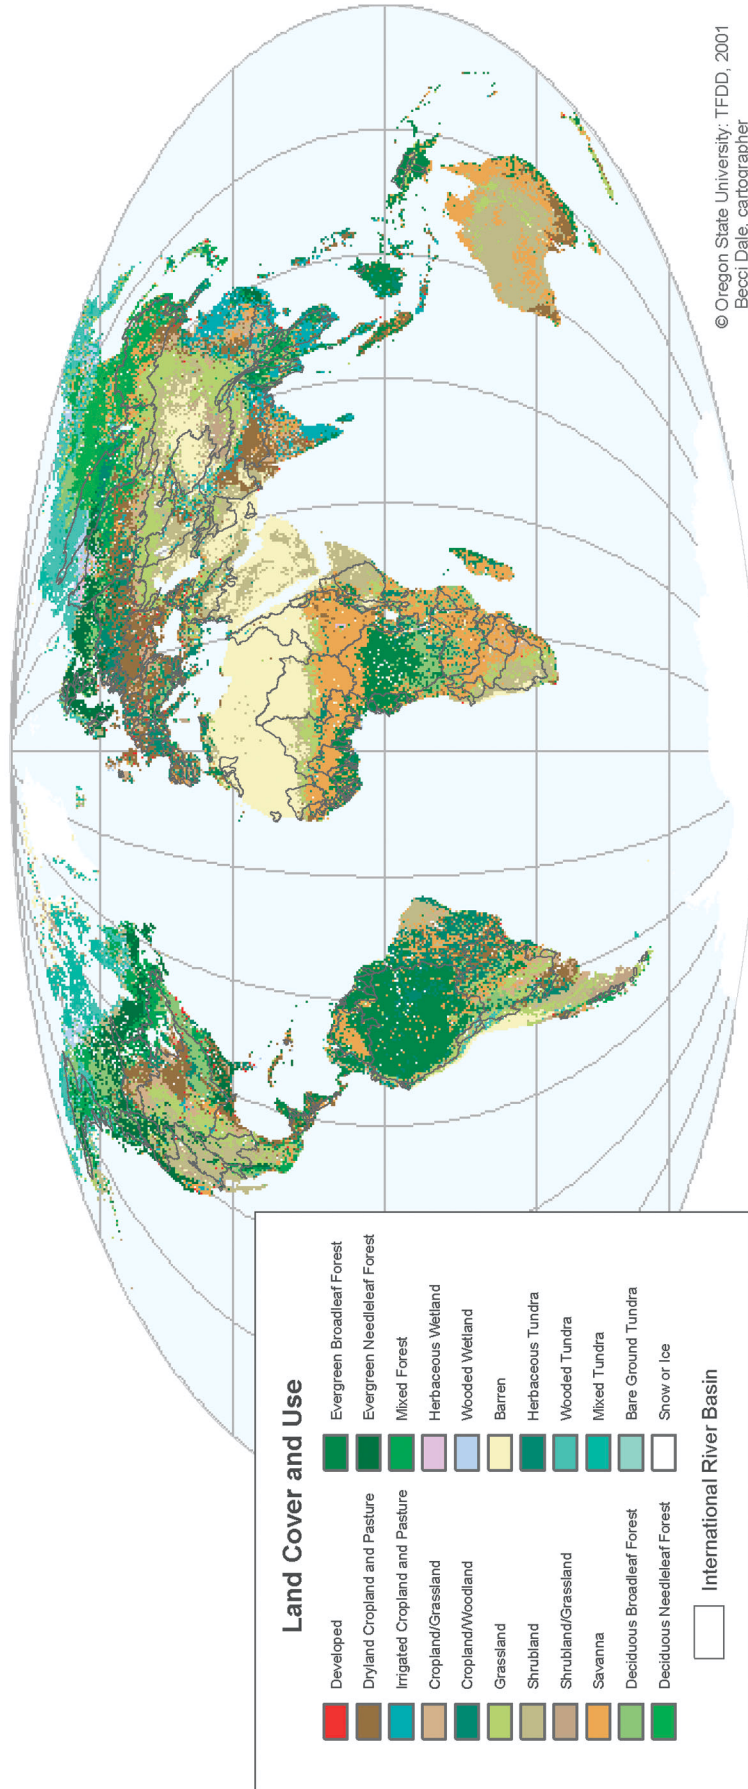 Land Cover and Use
Developed
Dryland Cropland and Pasture
Irrigated Cropland and Pasture
Cropland/Grassland
Cropland/Woodland
Grassland
Shrubland
Shrubland/Grassland
Savanna
Deciduous Broadleaf Forest
Deciduous Needleleaf Forest
Evergreen Broadleaf Forest
Evergreen Needleleaf Forest
Mixed Forest
Herbaceous Wetland
Wooded Wetland
Barren
Herbaceous Tundra
Wooded Tundra
Mixed Tundra
Bare Ground Tundra
Snow or Ice
International River Basin
© Oregon State University: TFDD, 2001
Becci Dale, cartographer